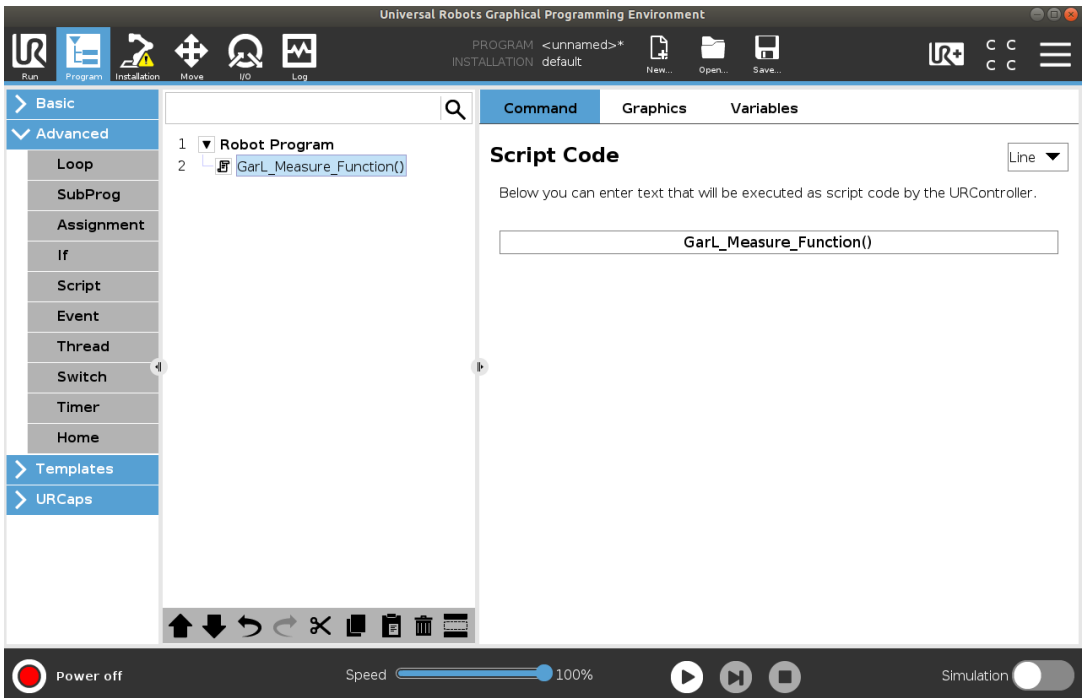 Universal Robots Graphical Programming Environment
Run
Program
Installation
Move
I/O
Log
PROGRAM <unnamed>*
INSTALLATION default
New...
Open...
Save...
UR+
C C
C C
Basic
Advanced
Loop
SubProg
Assignment
If
Script
Event
Thread
Switch
Timer
Home
Templates
URCaps
1 Robot Program
2 GarL_Measure_Function()
Command Graphics Variables
Script Code
Line
Below you can enter text that will be executed as script code by the URController.
GarL_Measure_Function()
Power off
Speed 100%
Simulation